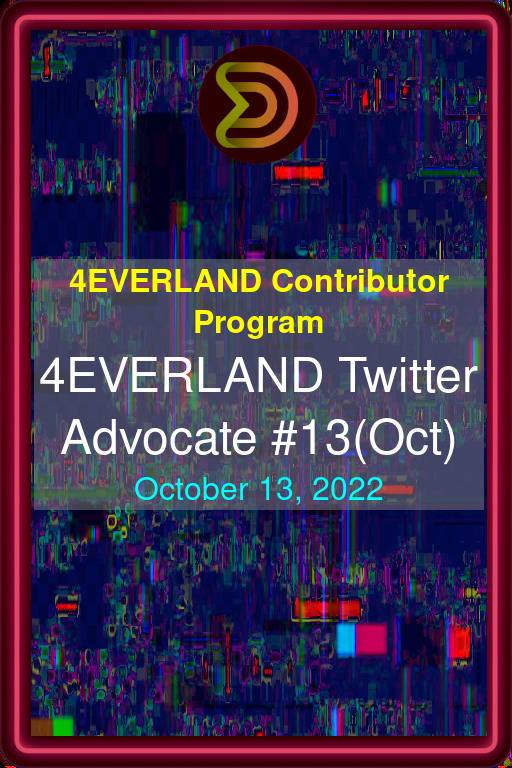 4EVERLAND Contributor
Program
4EVERLAND Twitter
Advocate #13(Oct)
October 13, 2022